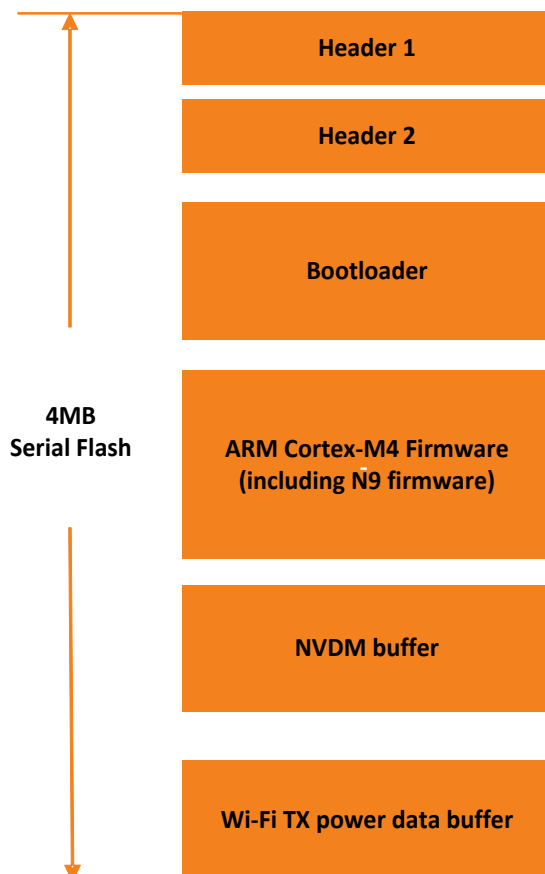 Header 1
Header 2
Bootloader
4MB
Serial Flash
ARM Cortex-M4 Firmware
(including N9 firmware)
NVDM buffer
Wi-Fi TX power data buffer